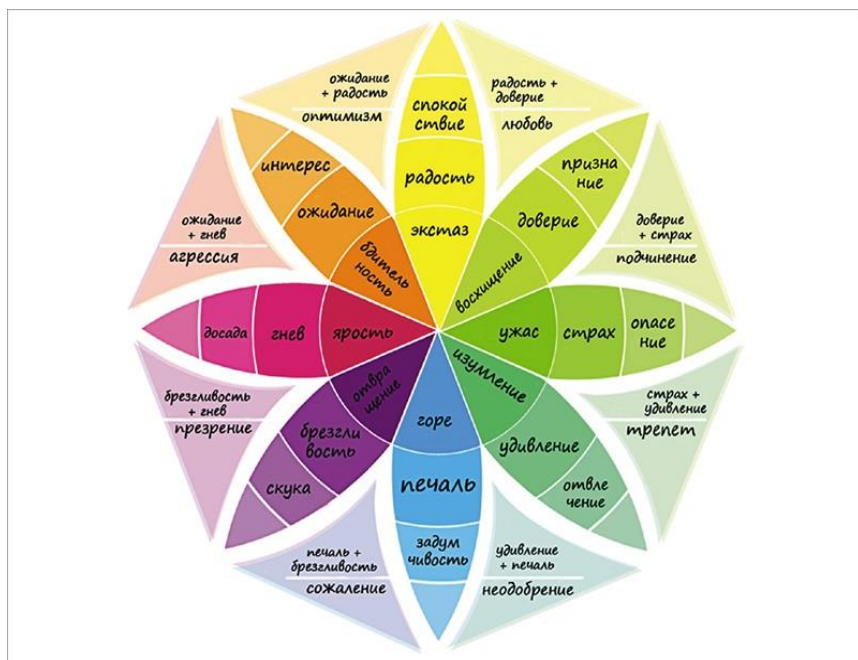 ожидание
+ радость
оптимизм
спокой
ствие
радость
экстаз
радость +
доверие
любовь
призна
ние
доверие
восхищение
доверие
+ страх
подчинение
ужас
страх
опасе
ние
страх +
удивление
трепет
изумление
удивление
отвле
чение
удивление
+ печаль
неодобрение
горе
печаль
задум
чивость
печаль +
брезгливость
сожаление
отвра
щение
брезгли
вость
скука
брезгливость
+ гнев
презрение
ярость
гнев
досада
ожидание
+ гнев
агрессия
интерес
ожидание
бдитель
ность